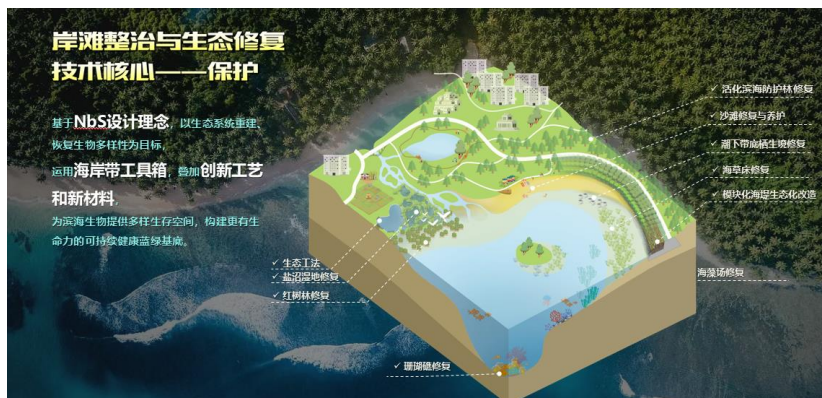 岸滩整治与生态修复
技术核心——保护
基于NbS设计理念，以生态系统重建、
恢复生物多样性为目标，
运用海岸带工具箱，叠加创新工艺
和新材料，
为滨海生物提供多样生存空间，构建更有生
命力的可持续健康蓝绿基底。
✓ 活化滨海防护林修复
✓ 沙滩修复与养护
✓ 潮下带底栖生境修复
✓ 海草床修复
✓ 模块化海堤生态化改造
海藻场修复
✓ 生态工法
✓ 盐沼湿地修复
✓ 红树林修复
✓ 珊瑚礁修复